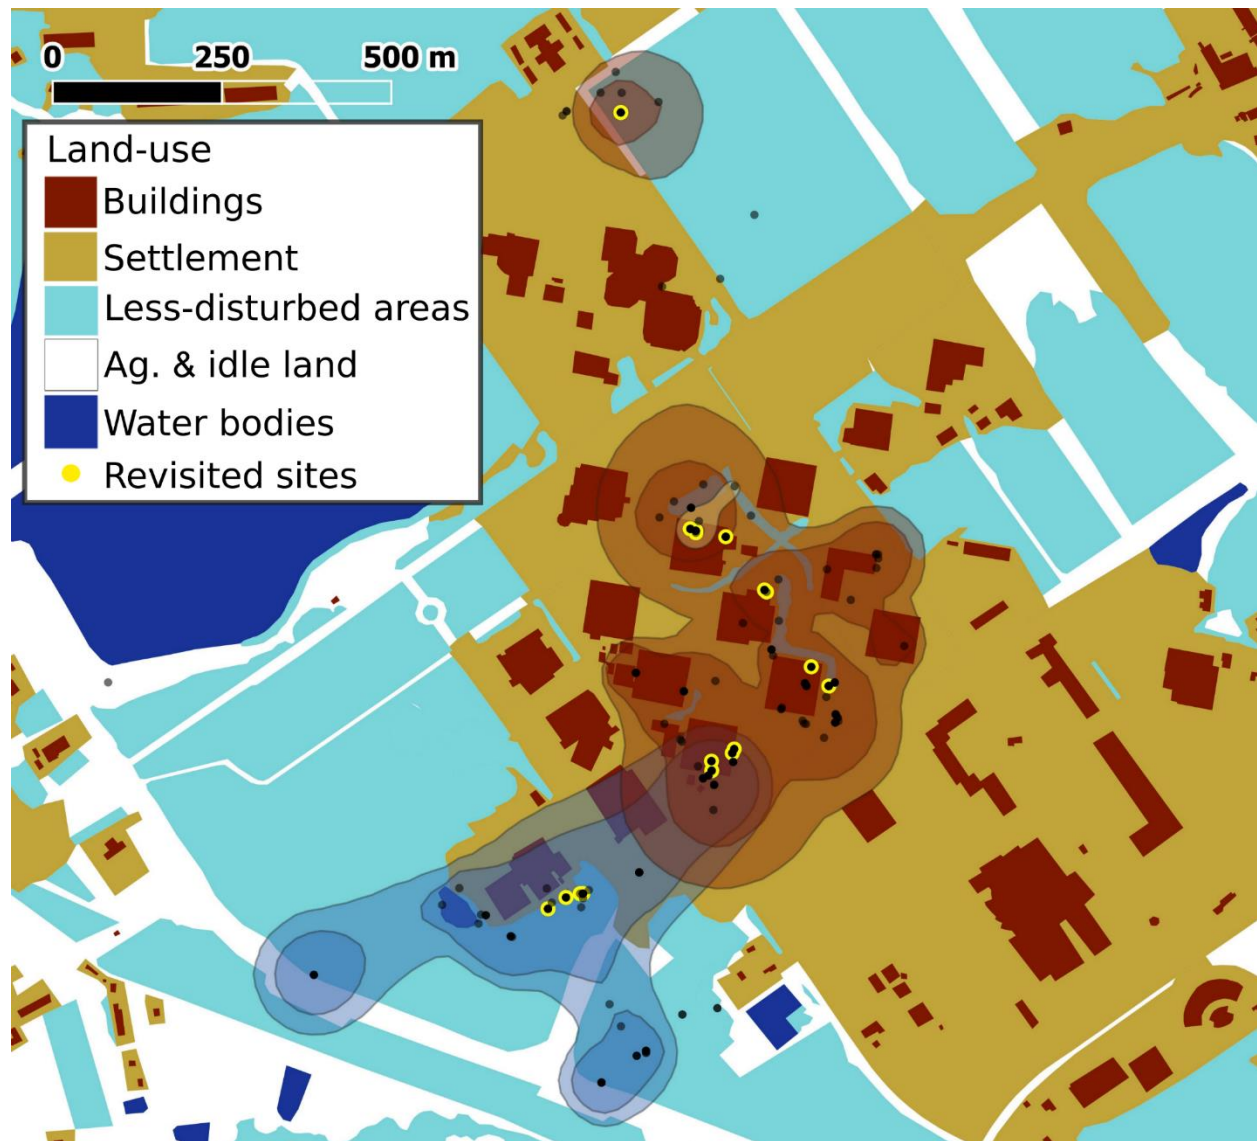 0 250 500 m
Land-use
Buildings
Settlement
Less-disturbed areas
Ag. & idle land
Water bodies
Revisited sites